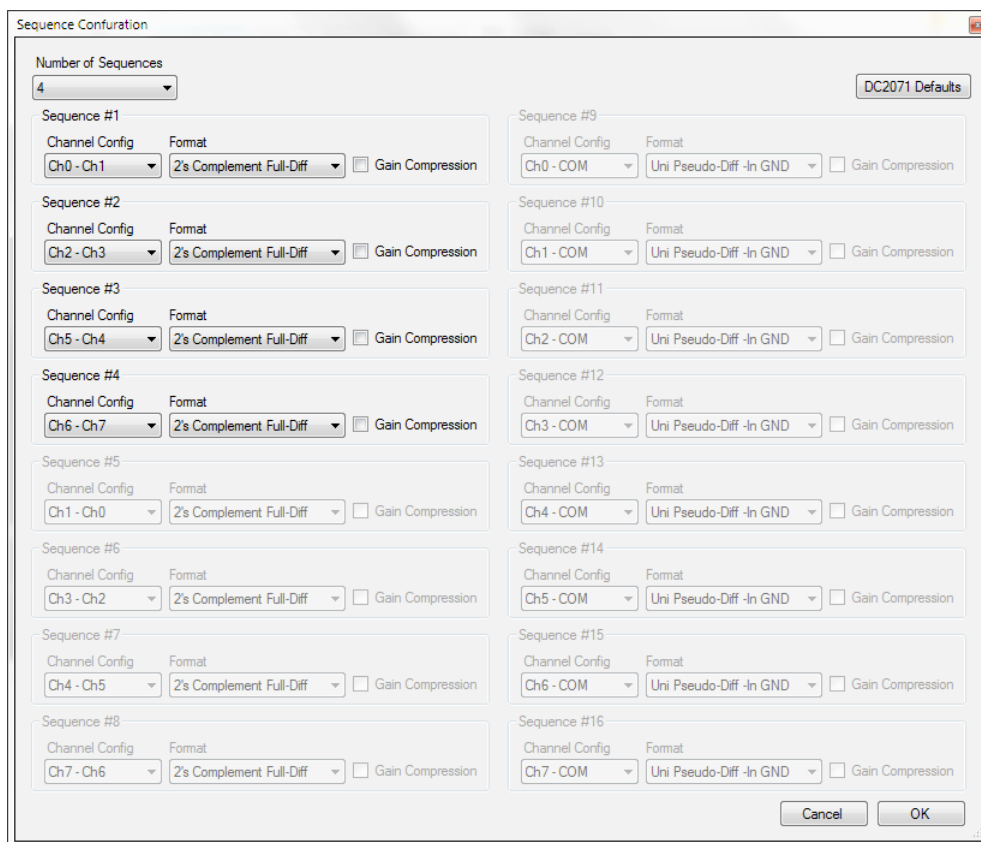 Sequence Confuration
Number of Sequences
4
DC2071 Defaults
Sequence #1
Channel Config Format
Ch0 - Ch1 2's Complement Full-Diff Gain Compression
Sequence #2
Channel Config Format
Ch2 - Ch3 2's Complement Full-Diff Gain Compression
Sequence #3
Channel Config Format
Ch5 - Ch4 2's Complement Full-Diff Gain Compression
Sequence #4
Channel Config Format
Ch6 - Ch7 2's Complement Full-Diff Gain Compression
Sequence #5
Channel Config Format
Ch1 - Ch0 2's Complement Full-Diff Gain Compression
Sequence #6
Channel Config Format
Ch3 - Ch2 2's Complement Full-Diff Gain Compression
Sequence #7
Channel Config Format
Ch4 - Ch5 2's Complement Full-Diff Gain Compression
Sequence #8
Channel Config Format
Ch7 - Ch6 2's Complement Full-Diff Gain Compression
Sequence #9
Channel Config Format
Ch0 - COM Uni Pseudo-Diff -In GND Gain Compression
Sequence #10
Channel Config Format
Ch1 - COM Uni Pseudo-Diff -In GND Gain Compression
Sequence #11
Channel Config Format
Ch2 - COM Uni Pseudo-Diff -In GND Gain Compression
Sequence #12
Channel Config Format
Ch3 - COM Uni Pseudo-Diff -In GND Gain Compression
Sequence #13
Channel Config Format
Ch4 - COM Uni Pseudo-Diff -In GND Gain Compression
Sequence #14
Channel Config Format
Ch5 - COM Uni Pseudo-Diff -In GND Gain Compression
Sequence #15
Channel Config Format
Ch6 - COM Uni Pseudo-Diff -In GND Gain Compression
Sequence #16
Channel Config Format
Ch7 - COM Uni Pseudo-Diff -In GND Gain Compression
Cancel OK